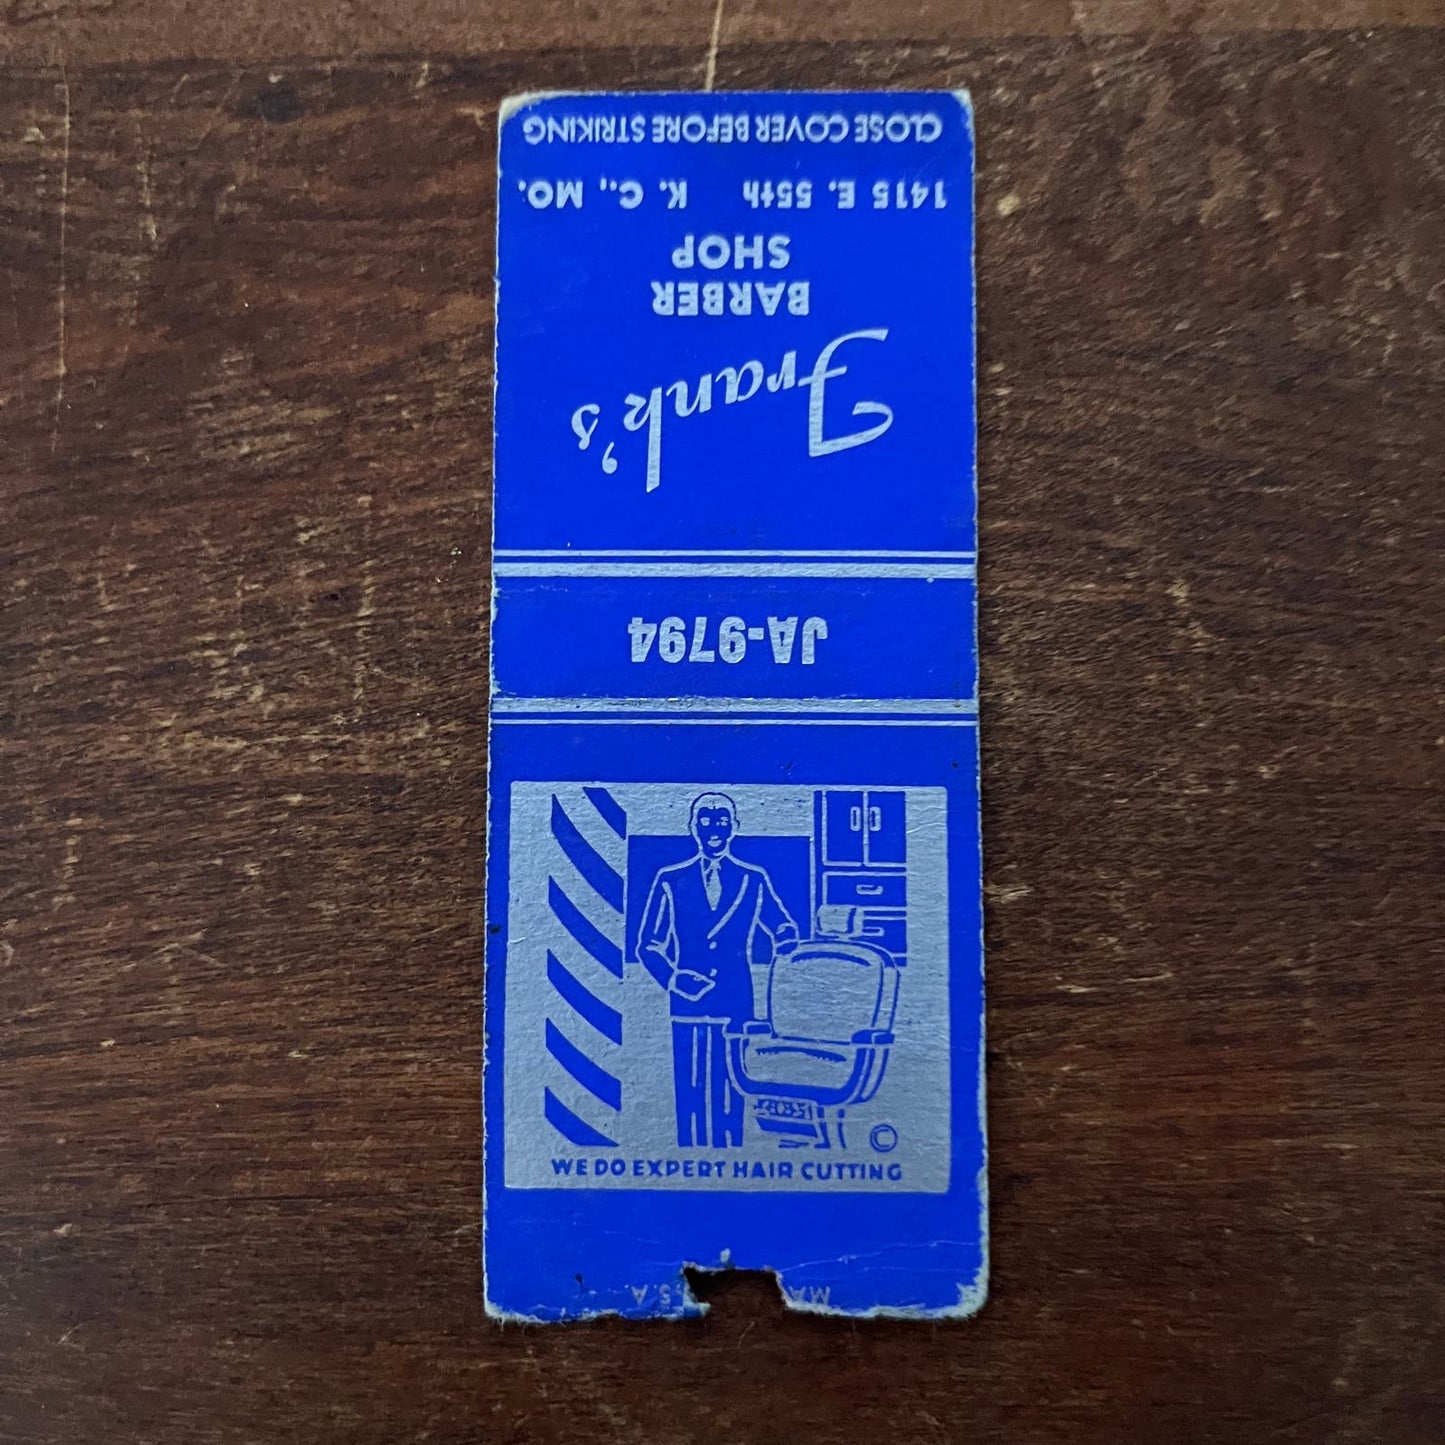 Frank's
BARBER
SHOP
1415 E. 55th K. C., MO.
CLOSE COVER BEFORE STRIKING
JA-9794
©
WE DO EXPERT HAIR CUTTING